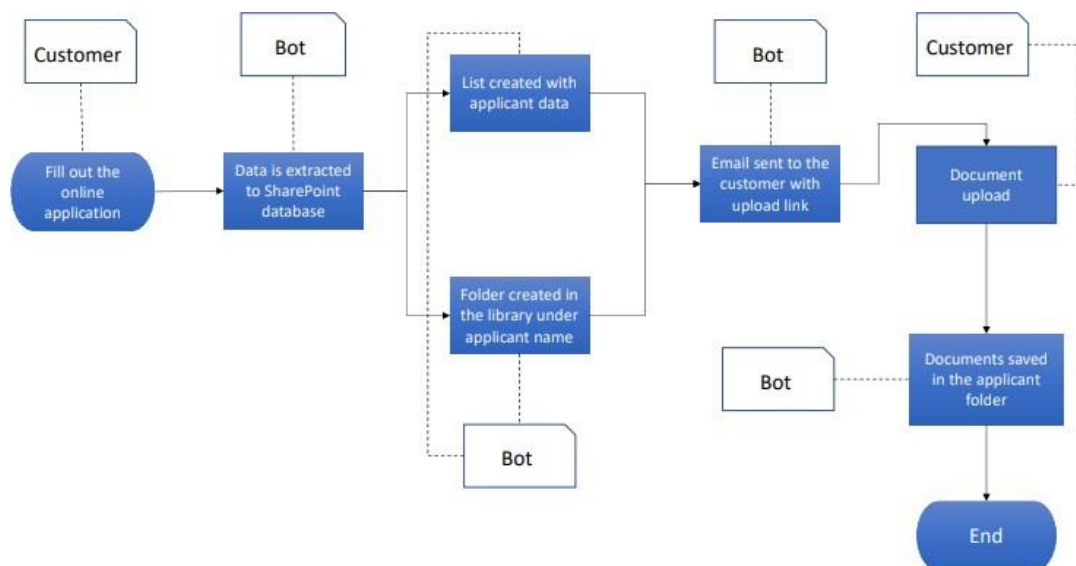 Customer
Bot
Bot
Customer
List created with
applicant data
Fill out the
online
application
Data is extracted
to SharePoint
database
Email sent to the
customer with
upload link
Document
upload
Folder created in
the library under
applicant name
Bot
Documents saved
in the applicant
folder
Bot
End